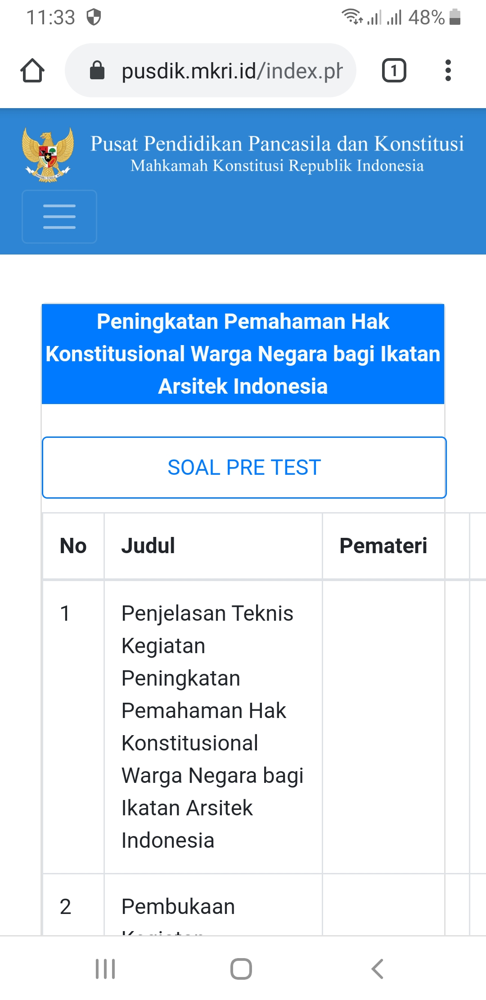 11:33
48%
pusdik.mkri.id/index.ph
1
Pusat Pendidikan Pancasila dan Konstitusi
Mahkamah Konstitusi Republik Indonesia
Peningkatan Pemahaman Hak
Konstitusional Warga Negara bagi Ikatan
Arsitek Indonesia
SOAL PRE TEST
No Judul Pemateri
1 Penjelasan Teknis
Kegiatan
Peningkatan
Pemahaman Hak
Konstitusional
Warga Negara bagi
Ikatan Arsitek
Indonesia
2 Pembukaan
Kegiatan